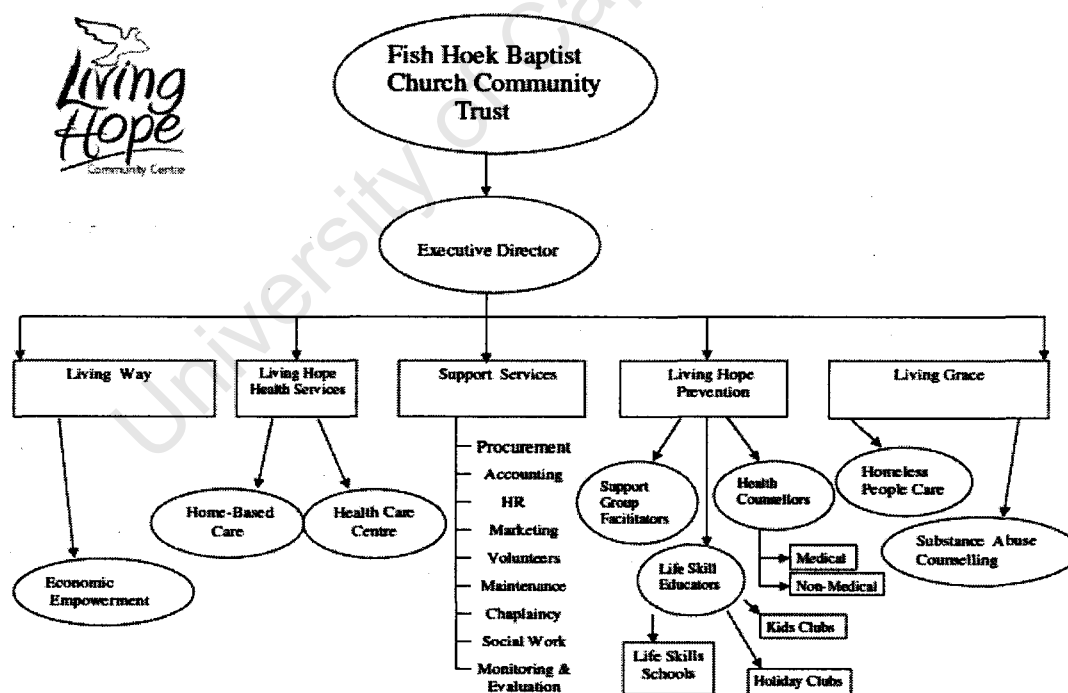 Living
Hope
Community Centre
Fish Hoek Baptist
Church Community
Trust
Executive Director
Living Way
Living Hope
Health Services
Support Services
Living Hope
Prevention
Living Grace
Procurement
Accounting
HR
Marketing
Volunteers
Maintenance
Chaplaincy
Social Work
Monitoring &
Evaluation
Home-Based
Care
Health Care
Centre
Economic
Empowerment
Support
Group
Facilitators
Health
Counsellors
Medical
Non-Medical
Life Skill
Educators
Kids Clubs
Life Skills
Schools
Holiday Clubs
Homeless
People Care
Substance Abuse
Counselling
University of Cap